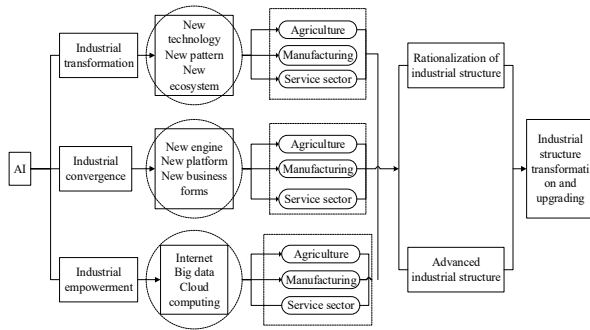 AI
Industrial
transformation
New
technology
New pattern
New
ecosystem
Agriculture
Manufacturing
Service sector
Industrial
convergence
New engine
New platform
New business
forms
Agriculture
Manufacturing
Service sector
Industrial
empowerment
Internet
Big data
Cloud
computing
Agriculture
Manufacturing
Service sector
Rationalization of
industrial structure
Advanced
industrial structure
Industrial
structure
transformati
on and
upgrading